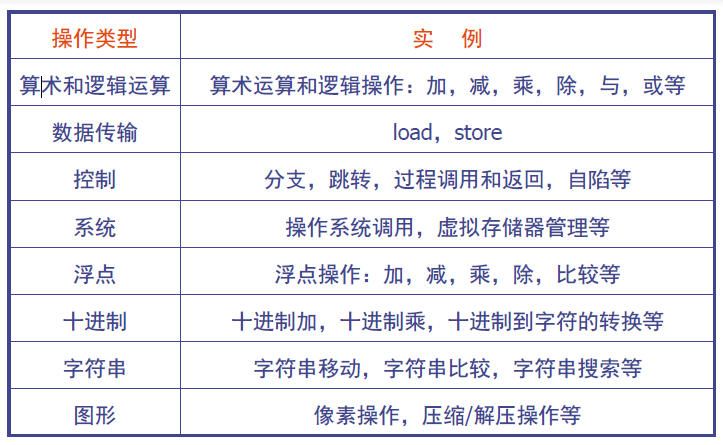 操作类型 实 例
算术和逻辑运算 算术运算和逻辑操作：加，减，乘，除，与，或等
数据传输 load，store
控制 分支，跳转，过程调用和返回，自陷等
系统 操作系统调用，虚拟存储器管理等
浮点 浮点操作：加，减，乘，除，比较等
十进制 十进制加，十进制乘，十进制到字符的转换等
字符串 字符串移动，字符串比较，字符串搜索等
图形 像素操作，压缩/解压操作等